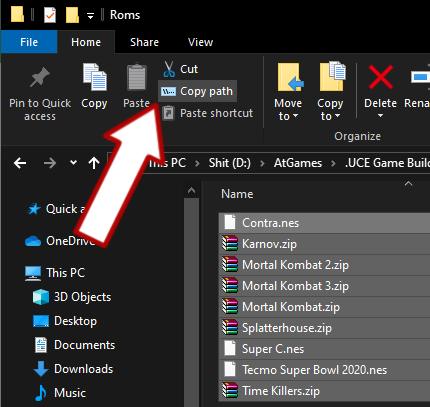 Roms
File Home Share View
Pin to Quick access
Copy
Paste
Cut
Copy path
Paste shortcut
Move to
Copy to
Delete
Organize
This PC Shit (D:) AtGames .UCE Game Buil
Name
Quick a
OneDrive
This PC
3D Objects
Desktop
Documents
Downloads
Music
Contra.nes
Karnov.zip
Mortal Kombat 2.zip
Mortal Kombat 3.zip
Mortal Kombat.zip
Splatterhouse.zip
Super C.nes
Tecmo Super Bowl 2020.nes
Time Killers.zip